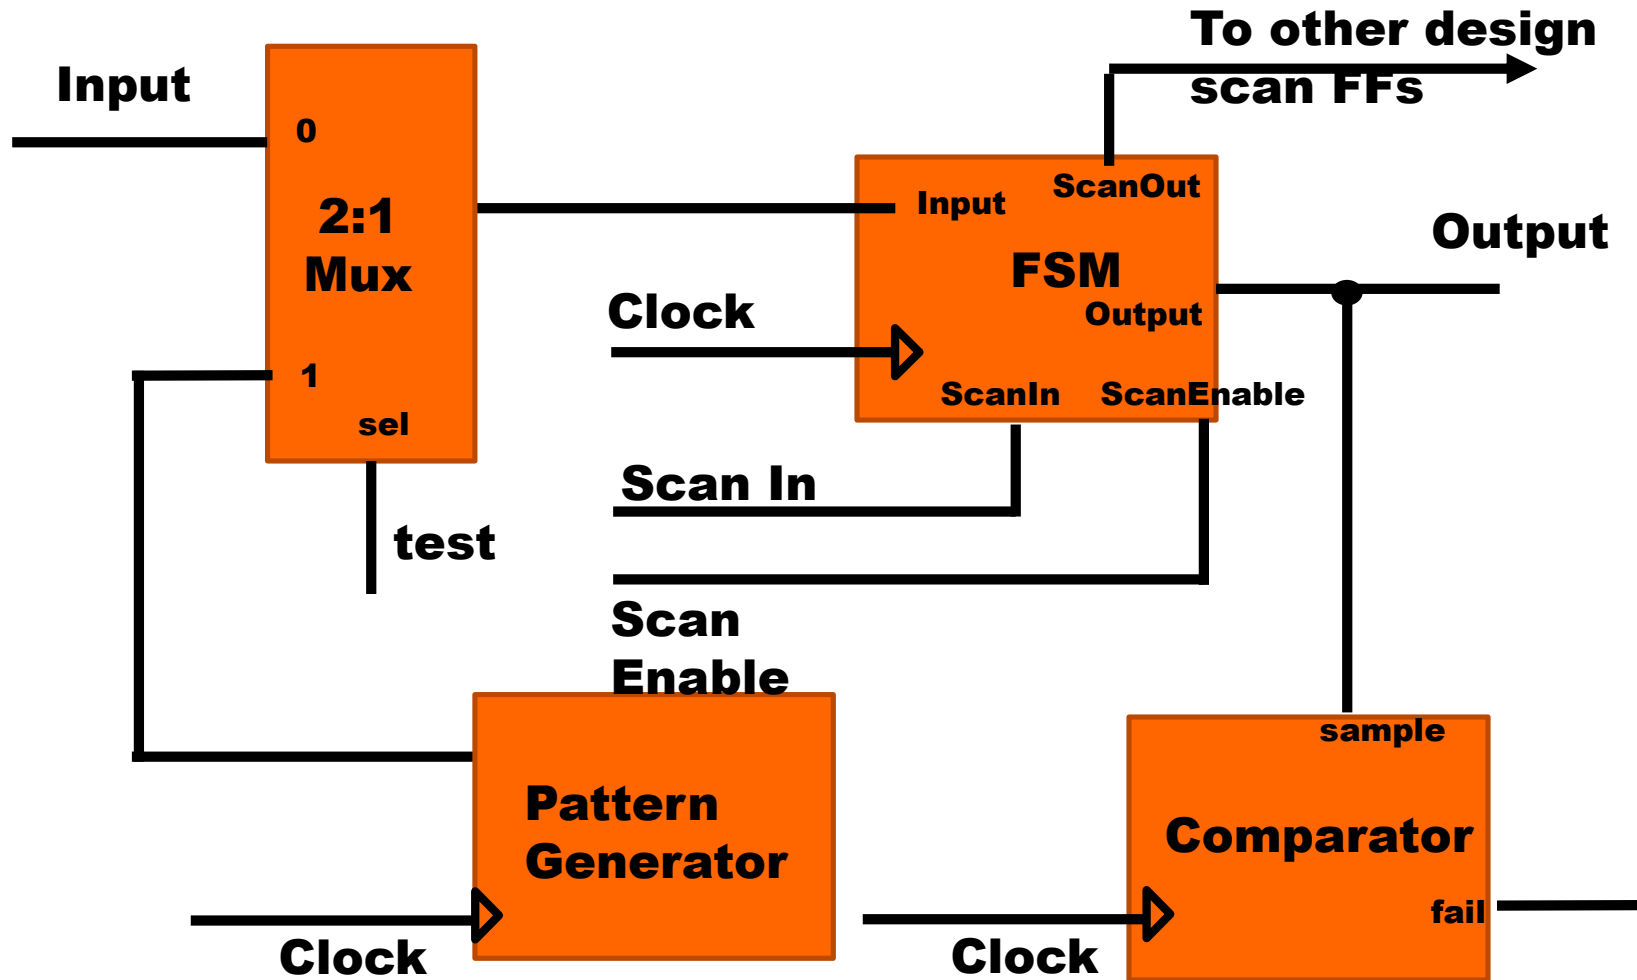 To other design
scan FFs
Input
0
2:1
Mux
1
sel
test
Input
ScanOut
FSM
Output
ScanIn
ScanEnable
Clock
Output
Scan In
Scan
Enable
Pattern
Generator
Clock
sample
Comparator
fail
Clock